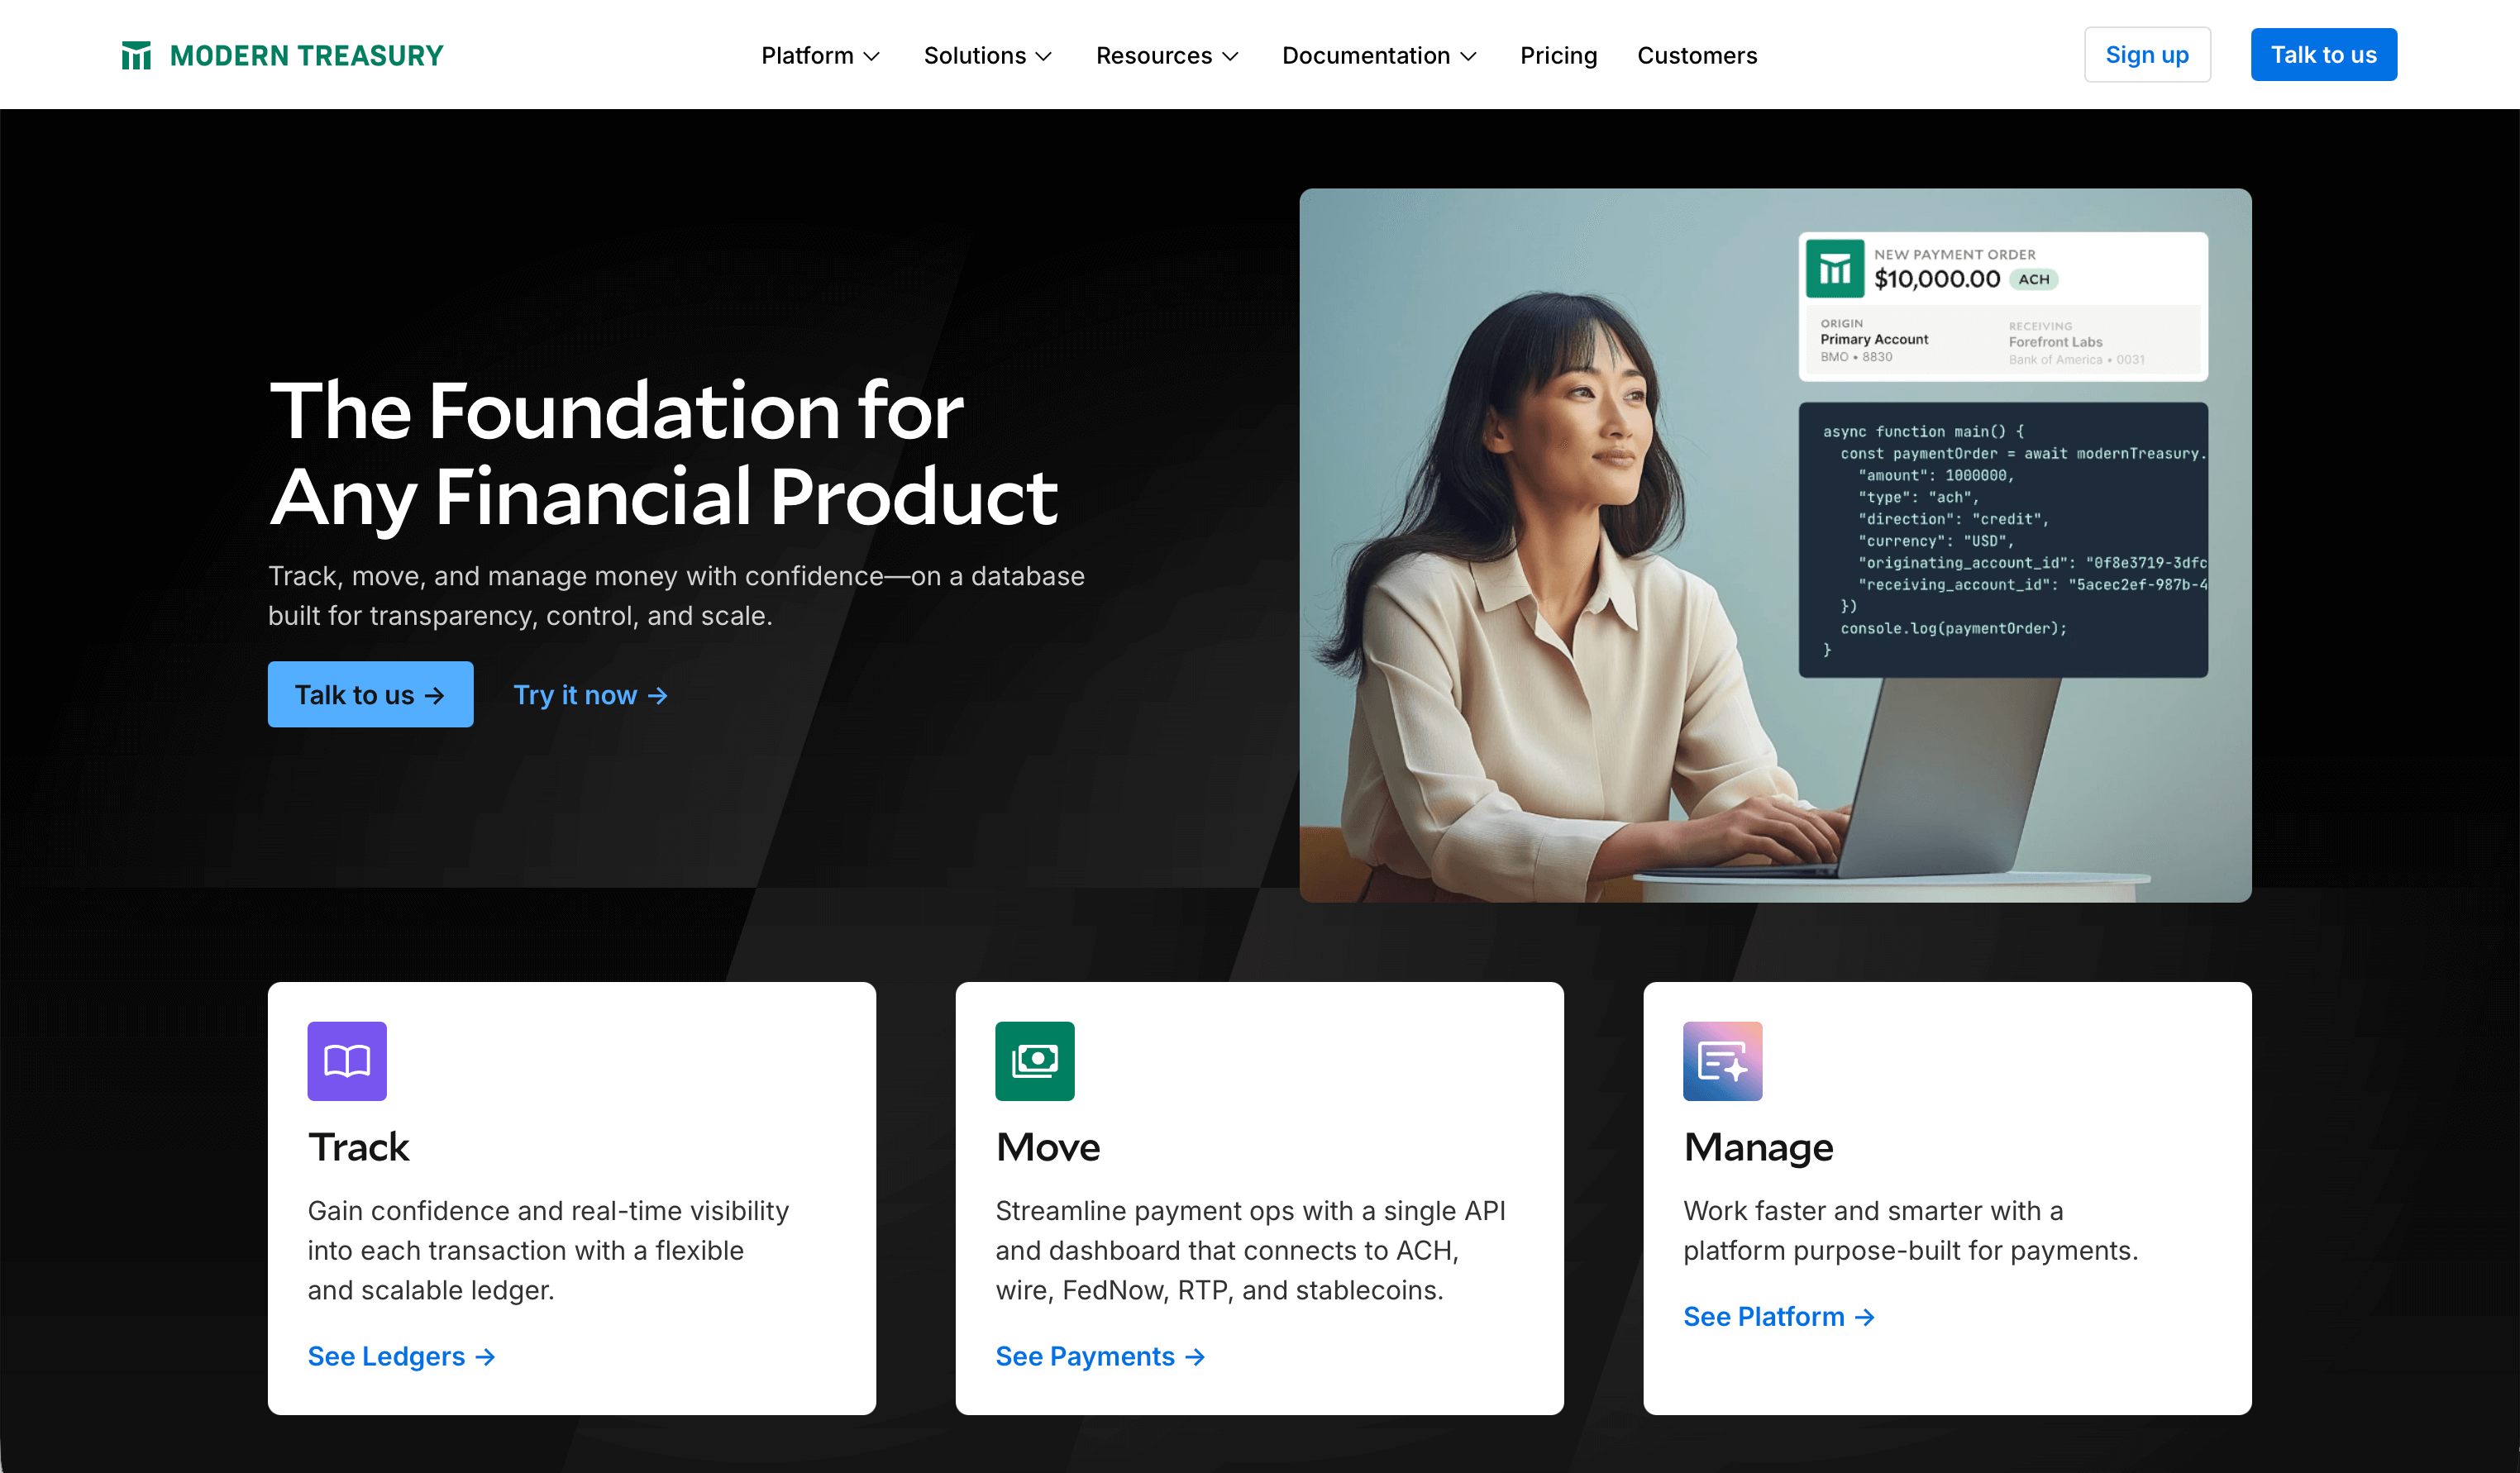 MODERN TREASURY
Platform
Solutions
Resources
Documentation
Pricing
Customers
Sign up
Talk to us
The Foundation for
Any Financial Product
Track, move, and manage money with confidence—on a database
built for transparency, control, and scale.
Talk to us →
Try it now →
NEW PAYMENT ORDER
$10,000.00 ACH
ORIGIN
Primary Account
BMO • 8830
RECEIVING
Forefront Labs
Bank of America • 0031
async function main() {
const paymentOrder = await modernTreasury.
"amount": 1000000,
"type": "ach",
"direction": "credit",
"currency": "USD",
"originating_account_id": "0f8e3719-3dfc
"receiving_account_id": "5acec2ef-987b-4
})
console.log(paymentOrder);
}
Track
Gain confidence and real-time visibility
into each transaction with a flexible
and scalable ledger.
See Ledgers →
Move
Streamline payment ops with a single API
and dashboard that connects to ACH,
wire, FedNow, RTP, and stablecoins.
See Payments →
Manage
Work faster and smarter with a
platform purpose-built for payments.
See Platform →